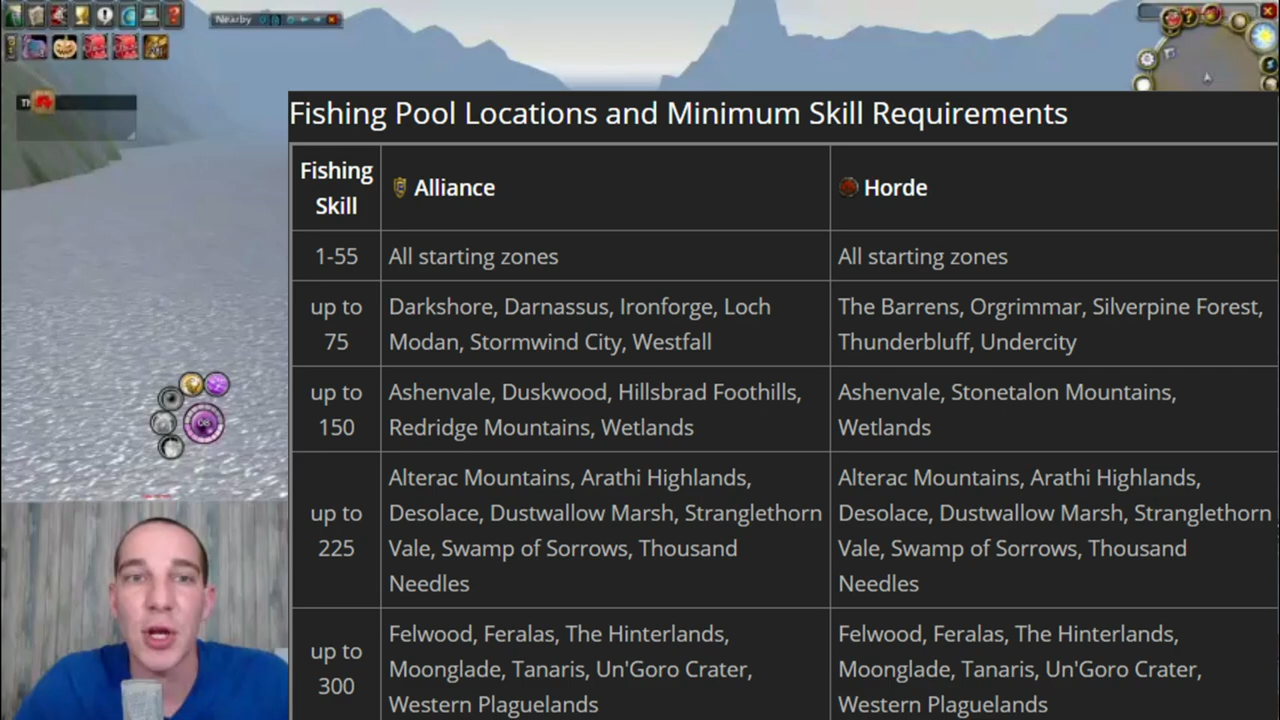 Nearby
Fishing Pool Locations and Minimum Skill Requirements
Fishing
Skill
Alliance
Horde
1-55
All starting zones
All starting zones
up to
75
Darkshore, Darnassus, Ironforge, Loch
Modan, Stormwind City, Westfall
The Barrens, Orgrimmar, Silverpine Forest,
Thunderbluff, Undercity
up to
150
Ashenvale, Duskwood, Hillsbrad Foothills,
Redridge Mountains, Wetlands
Ashenvale, Stonetalon Mountains,
Wetlands
up to
225
Alterac Mountains, Arathi Highlands,
Desolace, Dustwallow Marsh, Stranglethorn
Vale, Swamp of Sorrows, Thousand
Needles
Alterac Mountains, Arathi Highlands,
Desolace, Dustwallow Marsh, Stranglethorn
Vale, Swamp of Sorrows, Thousand
Needles
up to
300
Felwood, Feralas, The Hinterlands,
Moonglade, Tanaris, Un'Goro Crater,
Western Plaguelands
Felwood, Feralas, The Hinterlands,
Moonglade, Tanaris, Un'Goro Crater,
Western Plaguelands